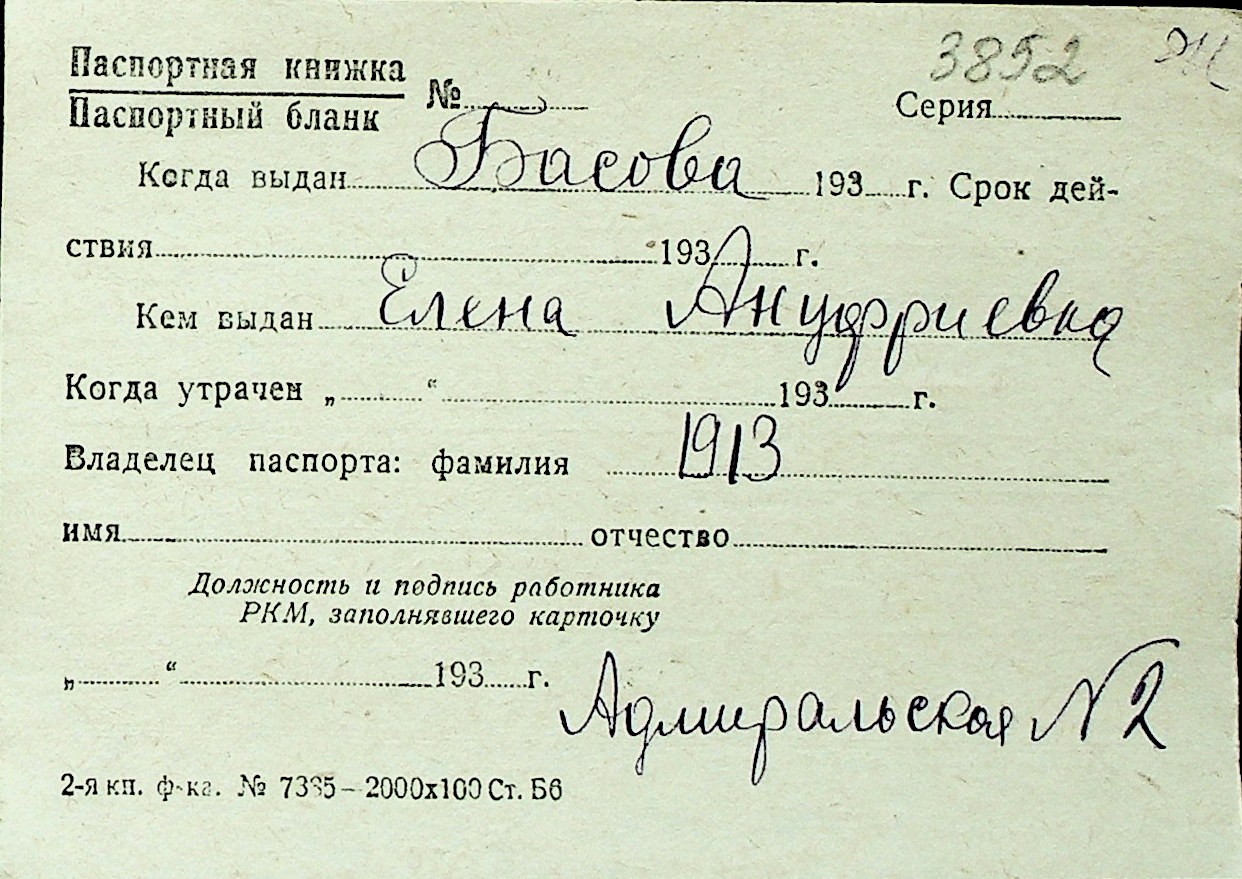 3852 Ж
Паспортная книжка
Паспортный бланк № Серия
Когда выдан Басова 193 г. Срок дей-
ствия 193 г.
Кем выдан Елена Ануфриевна
Когда утрачен „ “ 193 г.
Владелец паспорта: фамилия 1913
имя отчество
Должность и подпись работника
РКМ, заполнявшего карточку
„ “ 193 г.
Адмиральская № 2
2-я кп. ф-ка. № 7385 – 2000х100 Ст. Б6